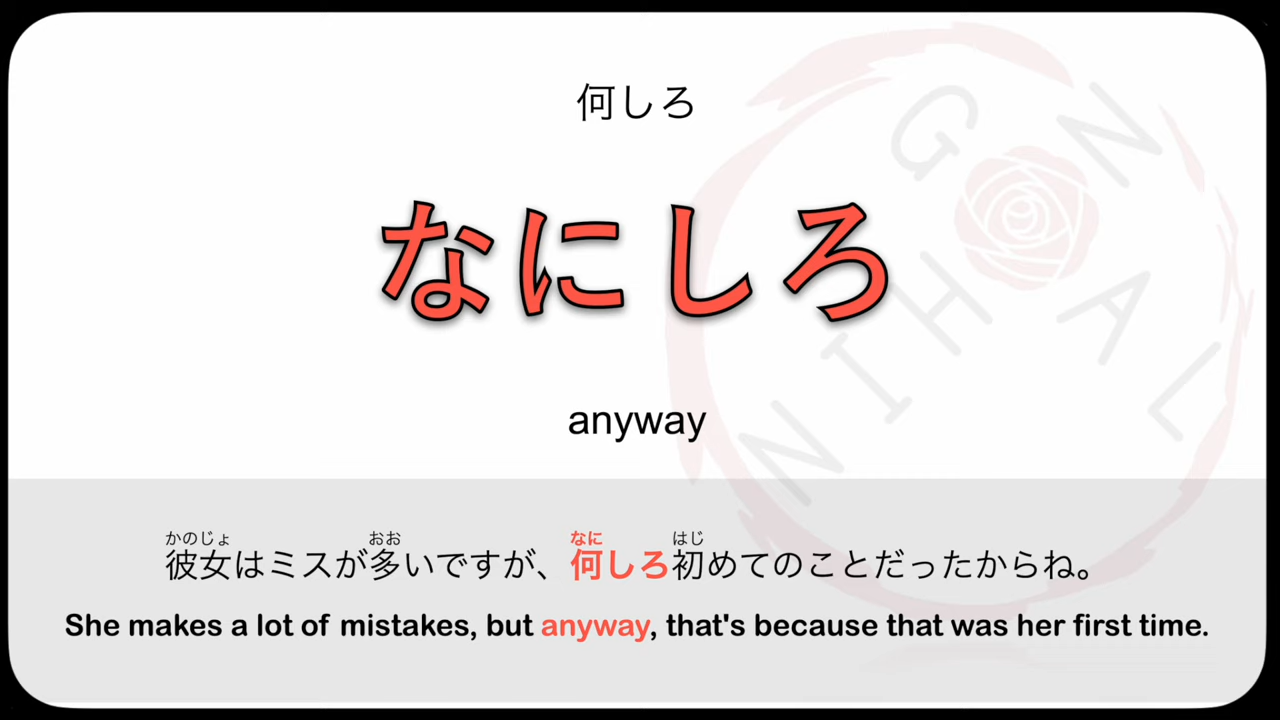 何しろ
なにしろ
anyway
かのじょ おお なに はじ
彼女はミスが多いですが、何しろ初めてのことだったからね。
She makes a lot of mistakes, but anyway, that's because that was her first time.
NIHONGAL